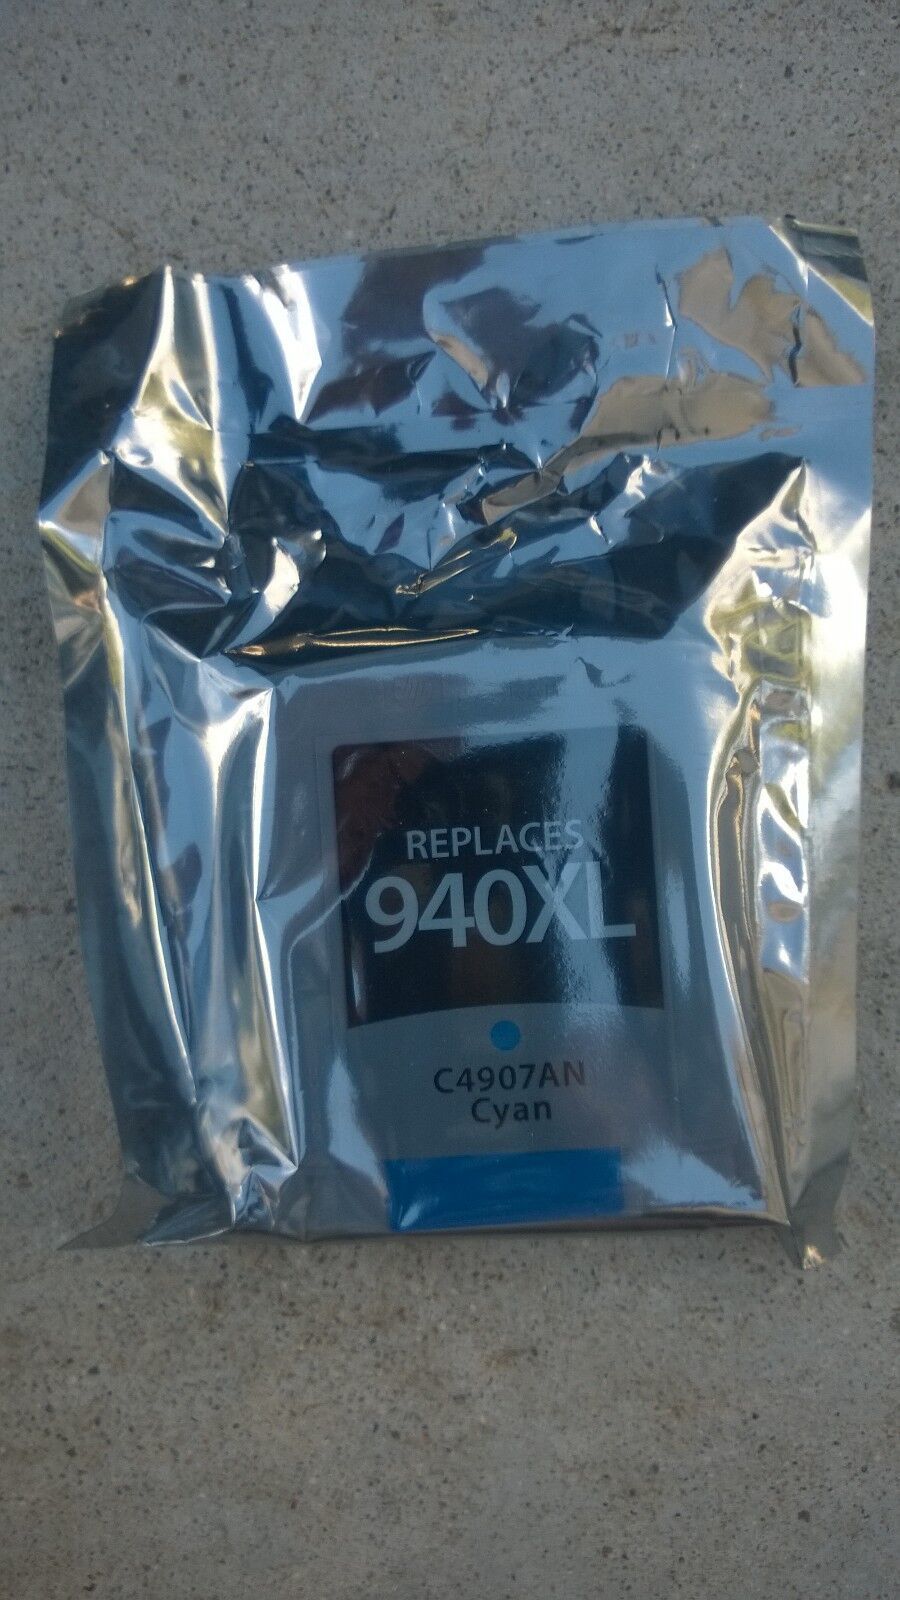 REPLACES
940XL
C4907AN
Cyan